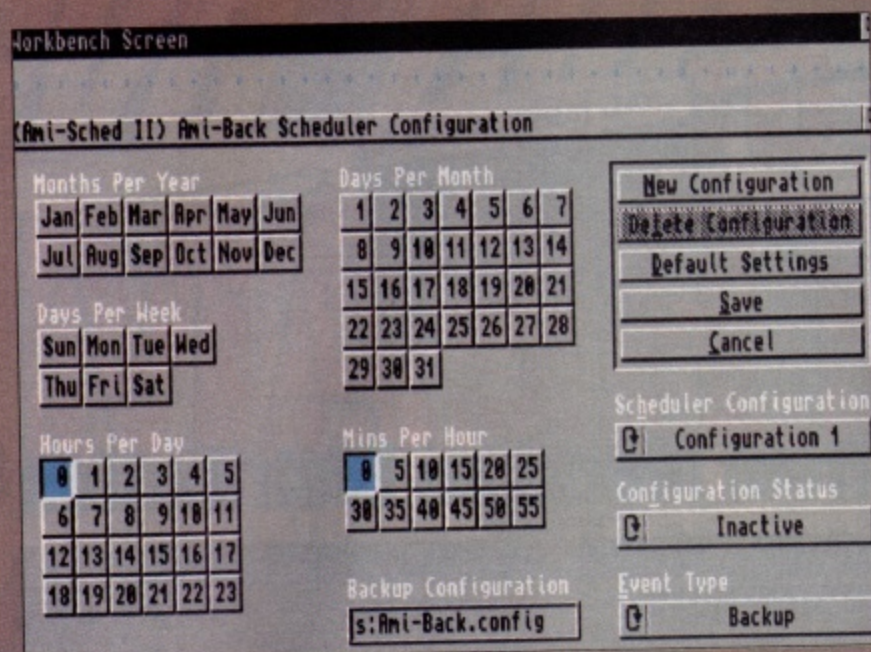 Workbench Screen
(Ami-Sched II) Ami-Back Scheduler Configuration
Months Per Year
Jan Feb Mar Apr May Jun
Jul Aug Sep Oct Nov Dec
Days Per Week
Sun Mon Tue Wed
Thu Fri Sat
Hours Per Day
0 1 2 3 4 5
6 7 8 9 10 11
12 13 14 15 16 17
18 19 20 21 22 23
Days Per Month
1 2 3 4 5 6 7
8 9 10 11 12 13 14
15 16 17 18 19 20 21
22 23 24 25 26 27 28
29 30 31
Mins Per Hour
0 5 10 15 20 25
30 35 40 45 50 55
Backup Configuration
s:Ami-Back.config
New Configuration
Delete Configuration
Default Settings
Save
Cancel
Scheduler Configuration
Configuration 1
Configuration Status
Inactive
Event Type
Backup